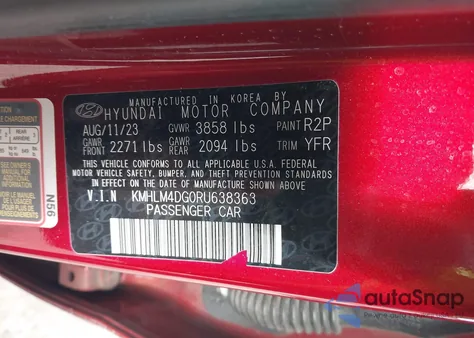 MANUFACTURED IN KOREA BY
HYUNDAI MOTOR COMPANY
AUG/11/23 GVWR 3858 lbs PAINT R2P
GAWR FRONT 2271 lbs GAWR REAR 2094 lbs TRIM YFR
THIS VEHICLE CONFORMS TO ALL APPLICABLE U.S.A. FEDERAL
MOTOR VEHICLE SAFETY, BUMPER, AND THEFT PREVENTION
STANDARDS IN EFFECT ON THE DATE OF MANUFACTURE SHOWN ABOVE.
V.I.N KMHLM4DG0RU638363
PASSENGER CAR
N56
autoSnap